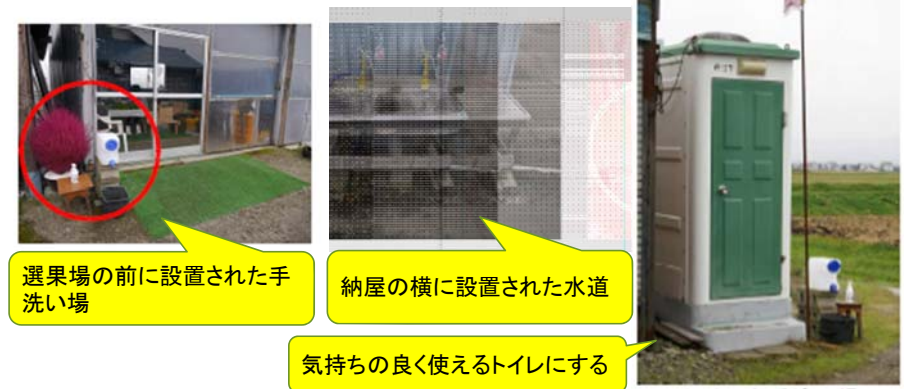 選果場の前に設置された手
洗い場
納屋の横に設置された水道
気持ちの良く使えるトイレにする